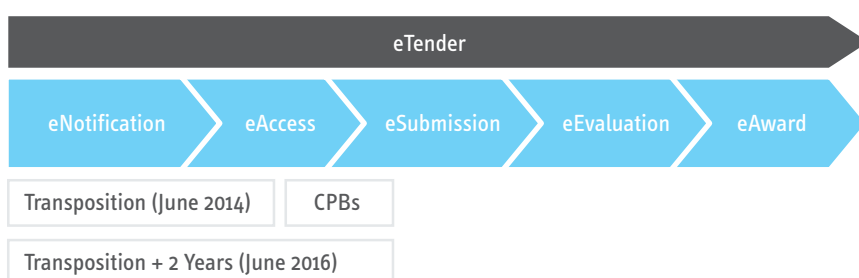 eTender
eNotification eAccess eSubmission eEvaluation eAward
Transposition (June 2014) CPBs
Transposition + 2 Years (June 2016)